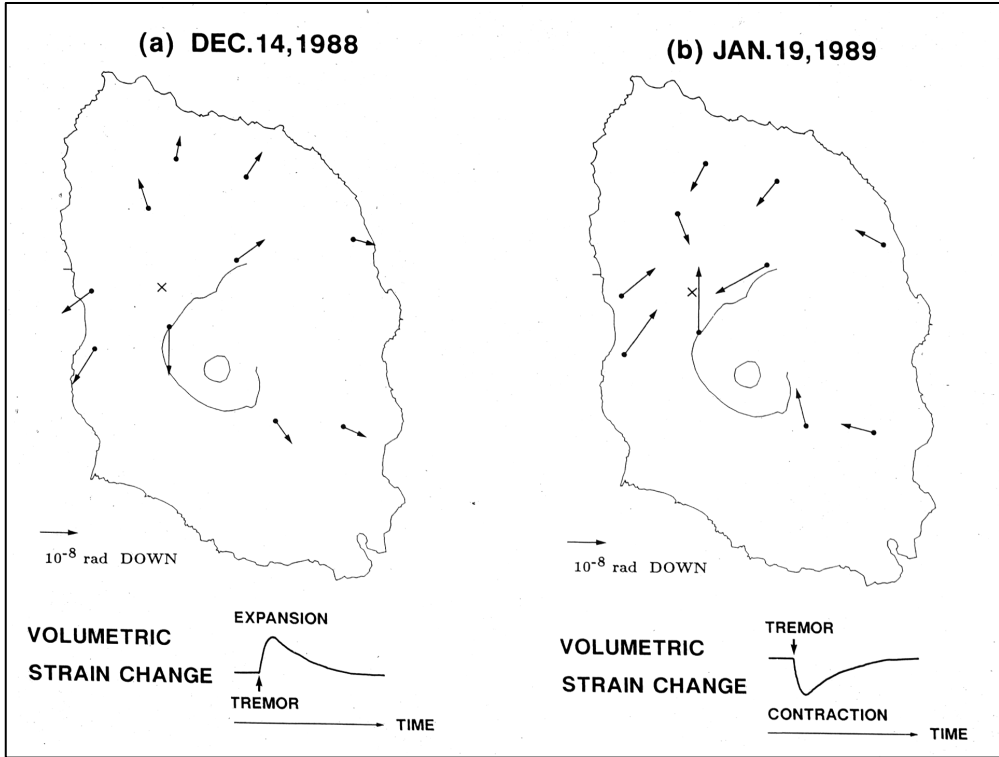 (a) DEC.14,1988
10⁻⁸ rad DOWN
VOLUMETRIC
STRAIN CHANGE
EXPANSION
TREMOR
TIME
(b) JAN.19,1989
10⁻⁸ rad DOWN
VOLUMETRIC
STRAIN CHANGE
TREMOR
CONTRACTION
TIME